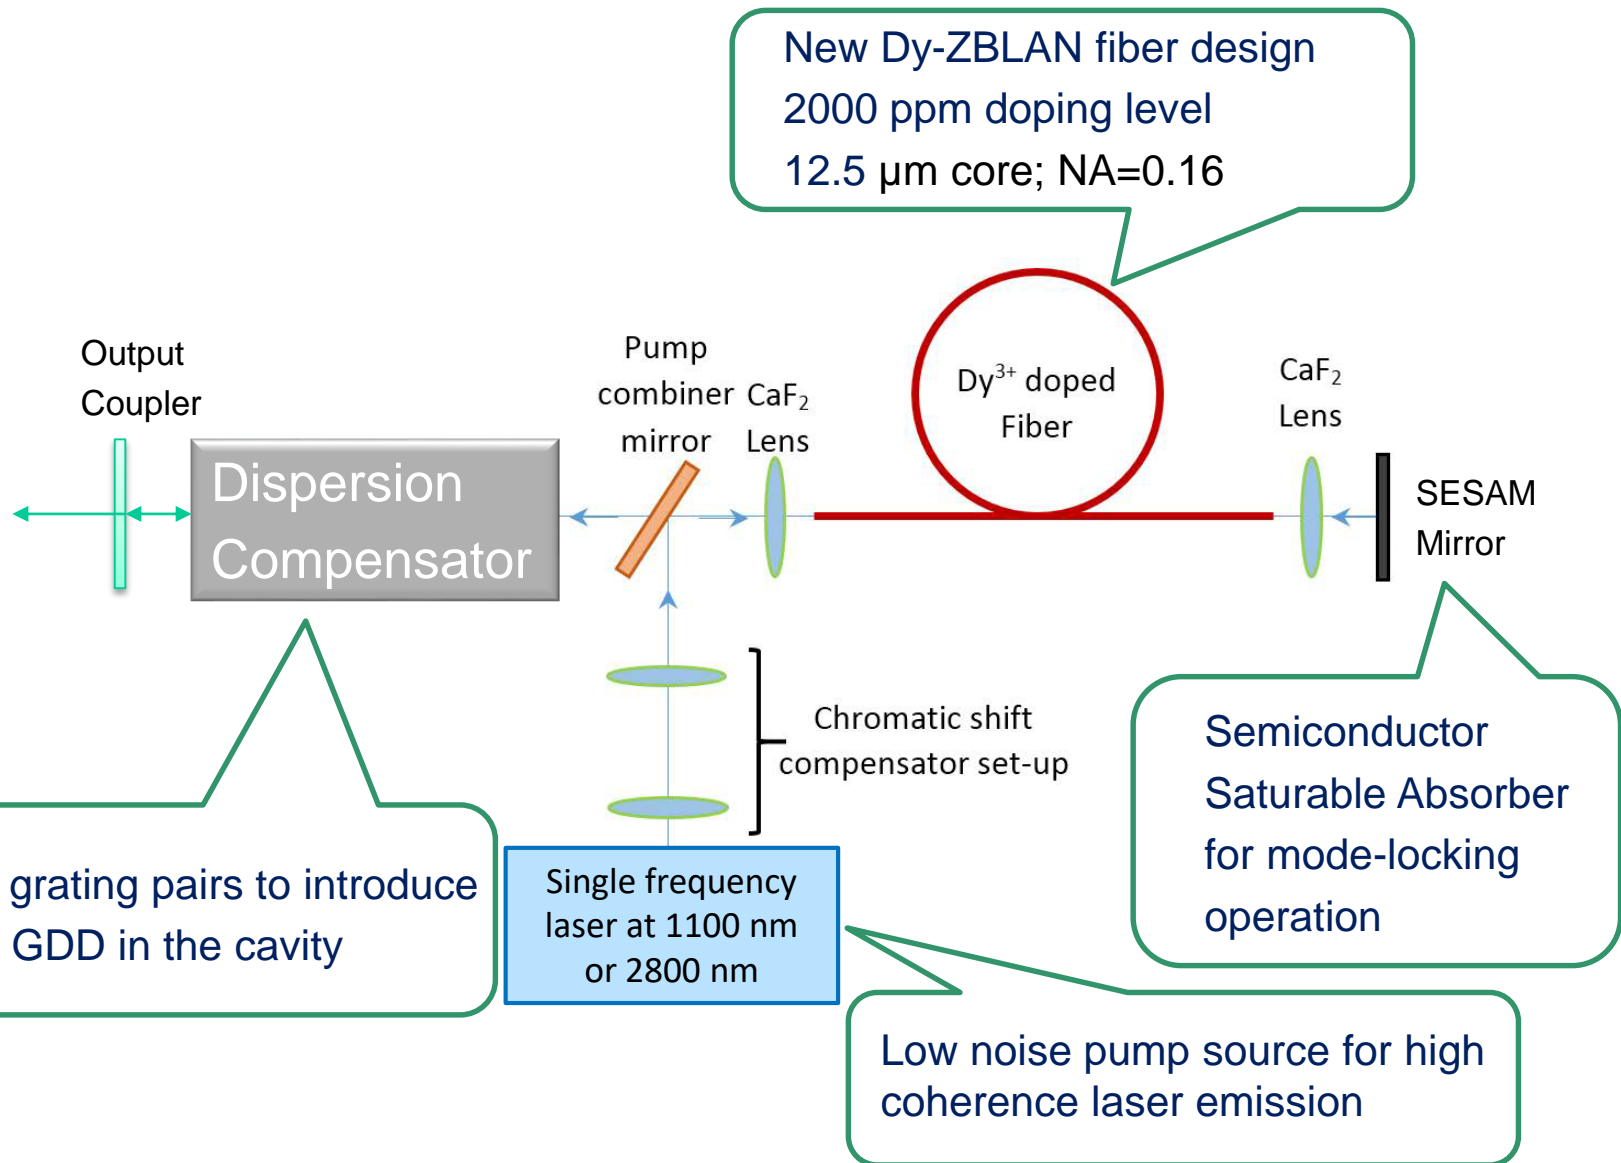 New Dy-ZBLAN fiber design
2000 ppm doping level
12.5 µm core; NA=0.16
Output
Coupler
Dispersion
Compensator
Pump
combiner
mirror
CaF₂
Lens
Dy³⁺ doped
Fiber
CaF₂
Lens
SESAM
Mirror
Chromatic shift
compensator set-up
Semiconductor
Saturable Absorber
for mode-locking
operation
grating pairs to introduce
GDD in the cavity
Single frequency
laser at 1100 nm
or 2800 nm
Low noise pump source for high
coherence laser emission